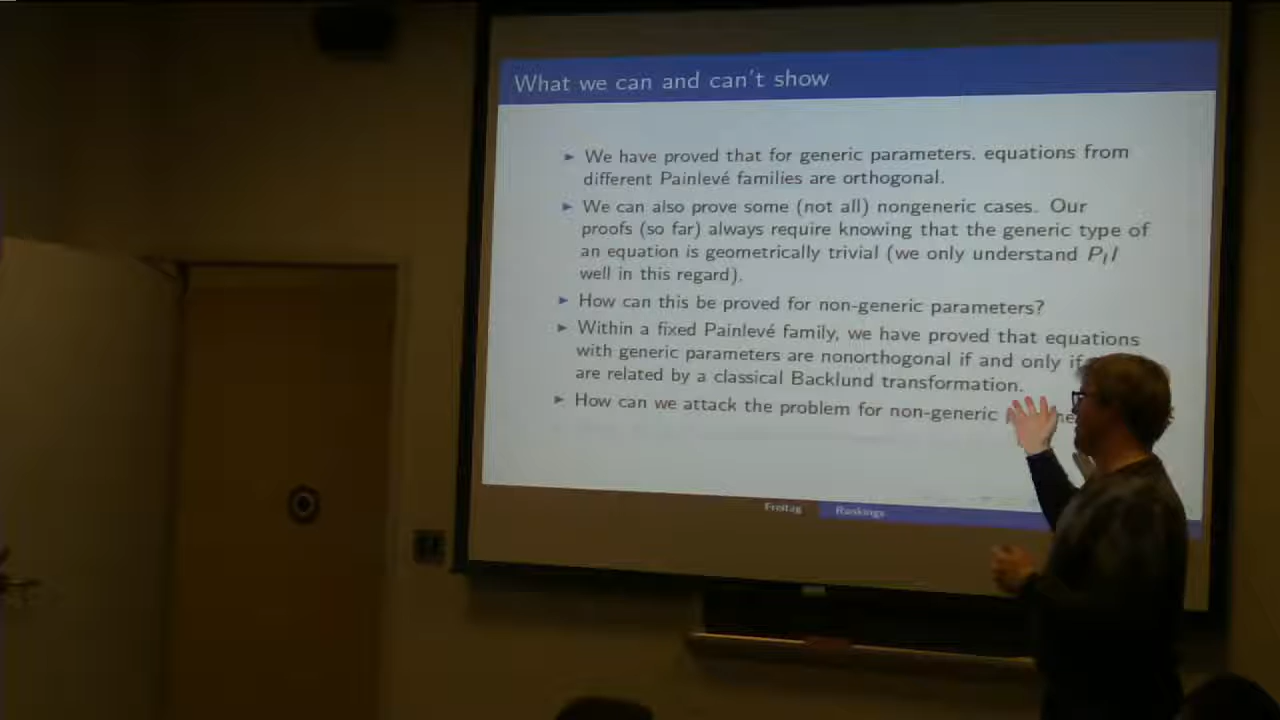 What we can and can't show
► We have proved that for generic parameters, equations from
different Painlevé families are orthogonal.
► We can also prove some (not all) nongeneric cases. Our
proofs (so far) always require knowing that the generic type of
an equation is geometrically trivial (we only understand P_I I
well in this regard).
► How can this be proved for non-generic parameters?
► Within a fixed Painlevé family, we have proved that equations
with generic parameters are nonorthogonal if and only if
are related by a classical Backlund transformation.
► How can we attack the problem for non-generic
Freitag Rankings